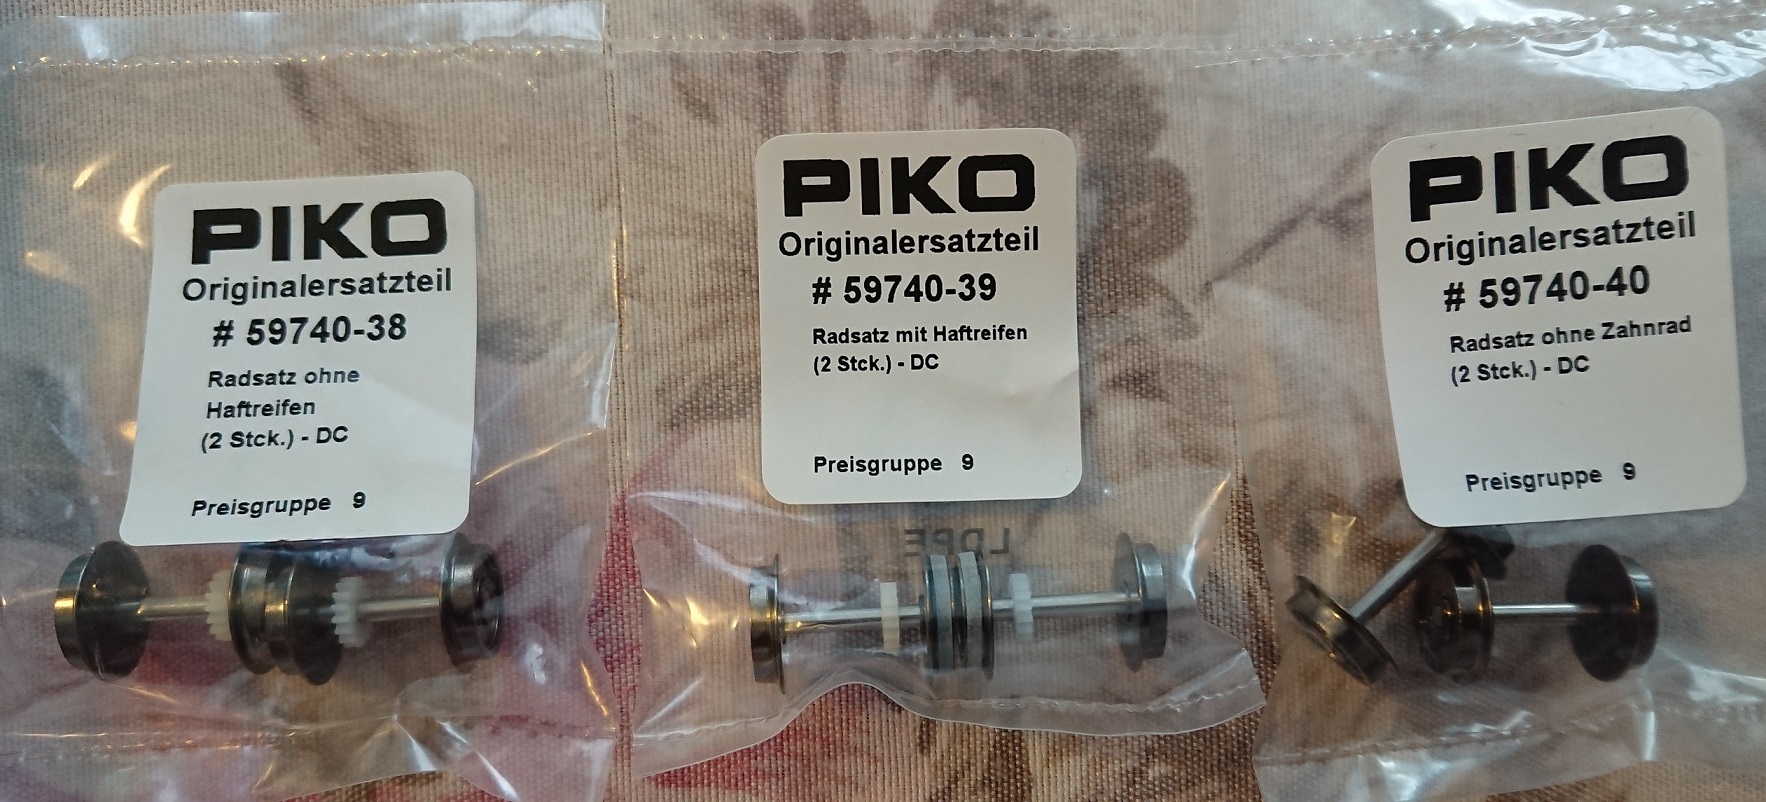 PIKO
Originalersatzteil
# 59740-38
Radsatz ohne
Haftreifen
(2 Stck.) - DC
Preisgruppe 9
PIKO
Originalersatzteil
# 59740-39
Radsatz mit Haftreifen
(2 Stck.) - DC
Preisgruppe 9
LDPE
PIKO
Originalersatzteil
# 59740-40
Radsatz ohne Zahnrad
(2 Stck.) - DC
Preisgruppe 9